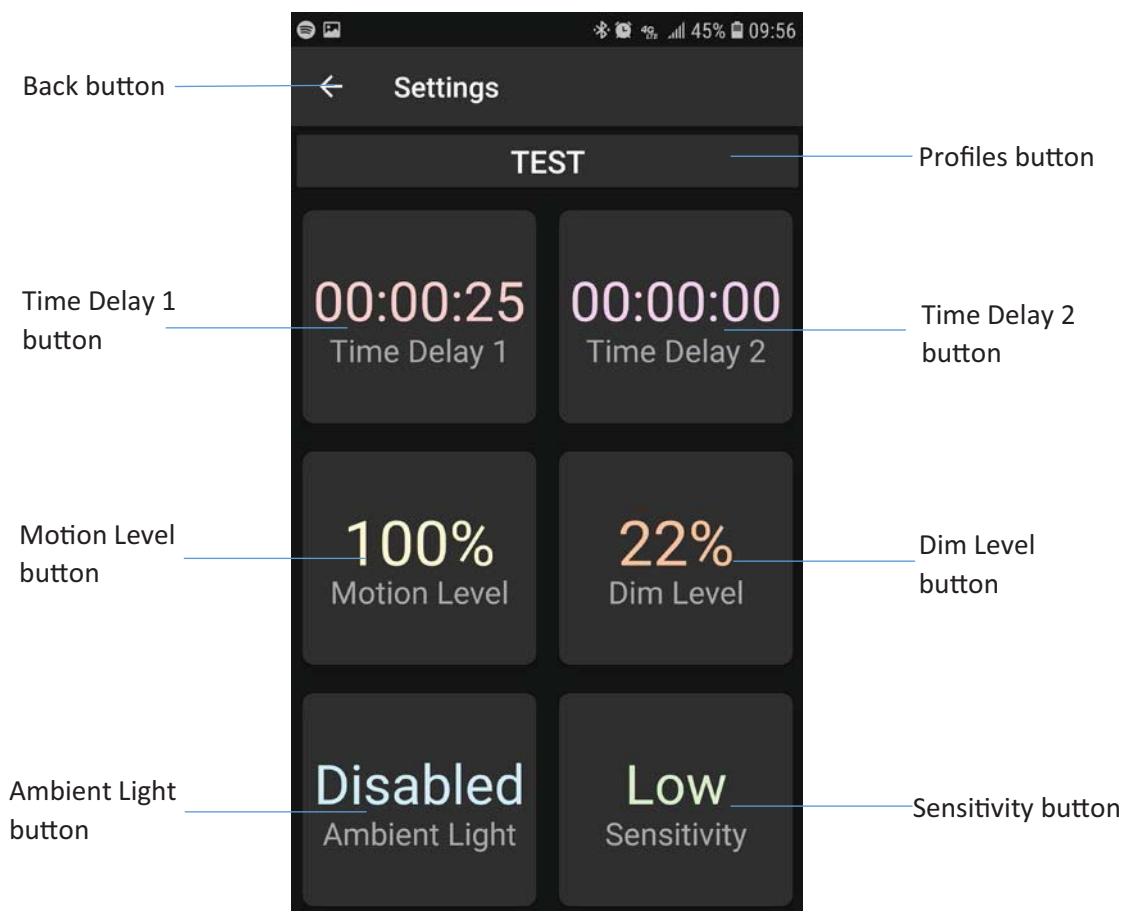 4G LTE 45% 09:56
Back button
Settings
TEST
Profiles button
00:00:25
Time Delay 1
00:00:00
Time Delay 2
Time Delay 1
button
Time Delay 2
button
100%
Motion Level
22%
Dim Level
Motion Level
button
Dim Level
button
Disabled
Ambient Light
Low
Sensitivity
Ambient Light
button
Sensitivity button